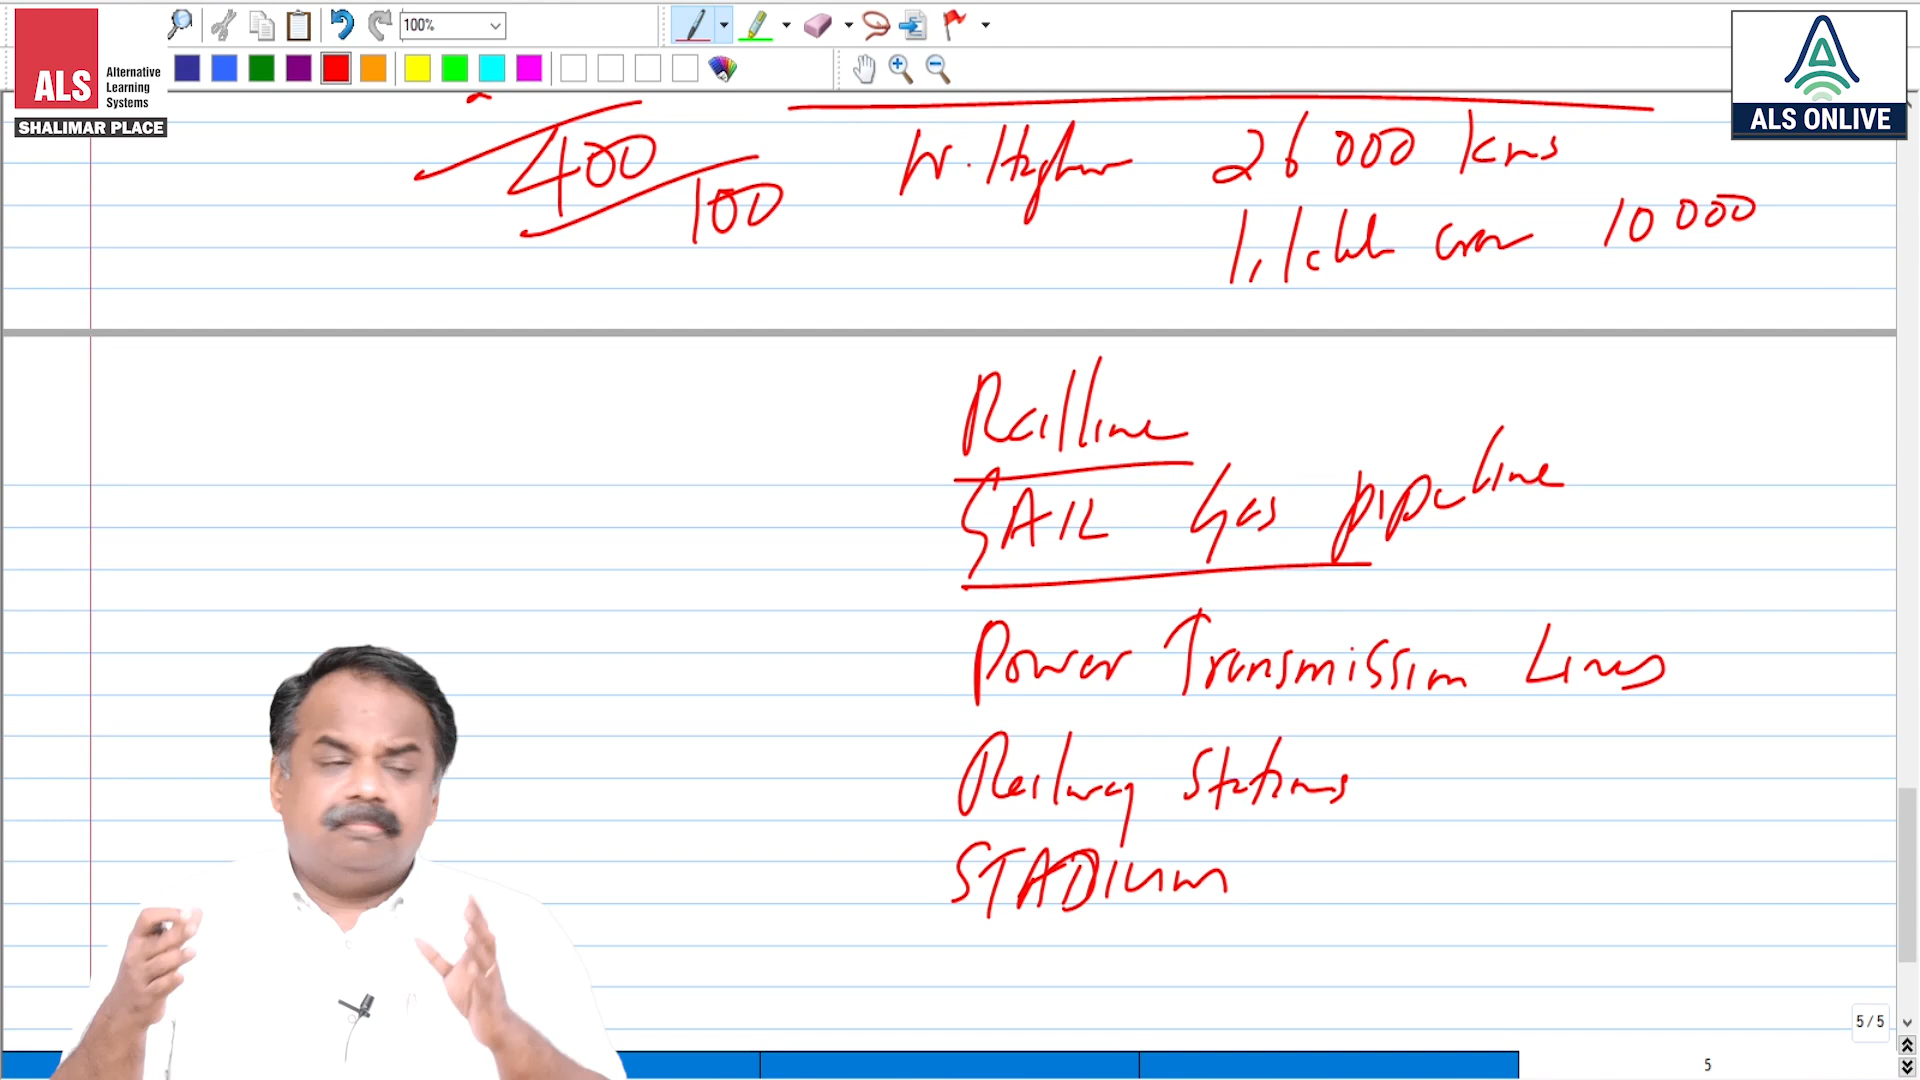 100%
ALS
Alternative
Learning
Systems
SHALIMAR PLACE
ALS ONLIVE
400
100
26 000 kms
10 000
Railline
GAIL Gas pipeline
Power Transmission Lines
Railway Stations
STADIUM
5 / 5
5